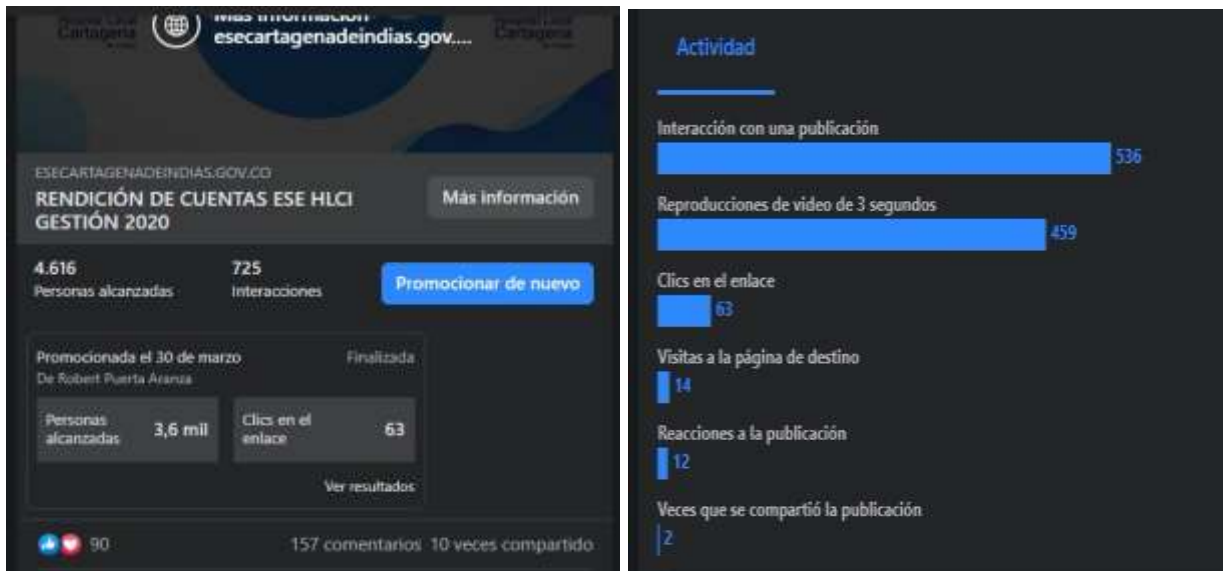 Cartagena
Más información
esecartagenadeindias.gov....
Cartagena
ESECARTAGENADEINDIAS.GOV.CO
RENDICIÓN DE CUENTAS ESE HLCI
GESTIÓN 2020
Más información
4.616
Personas alcanzadas
725
Interacciones
Promocionar de nuevo
Promocionada el 30 de marzo
Finalizada
De Robert Puerta Aranza
Personas
alcanzadas
3,6 mil
Clics en el
enlace
63
Ver resultados
90
157 comentarios 10 veces compartido
Actividad
Interacción con una publicación
536
Reproducciones de video de 3 segundos
459
Clics en el enlace
63
Visitas a la página de destino
14
Reacciones a la publicación
12
Veces que se compartió la publicación
2